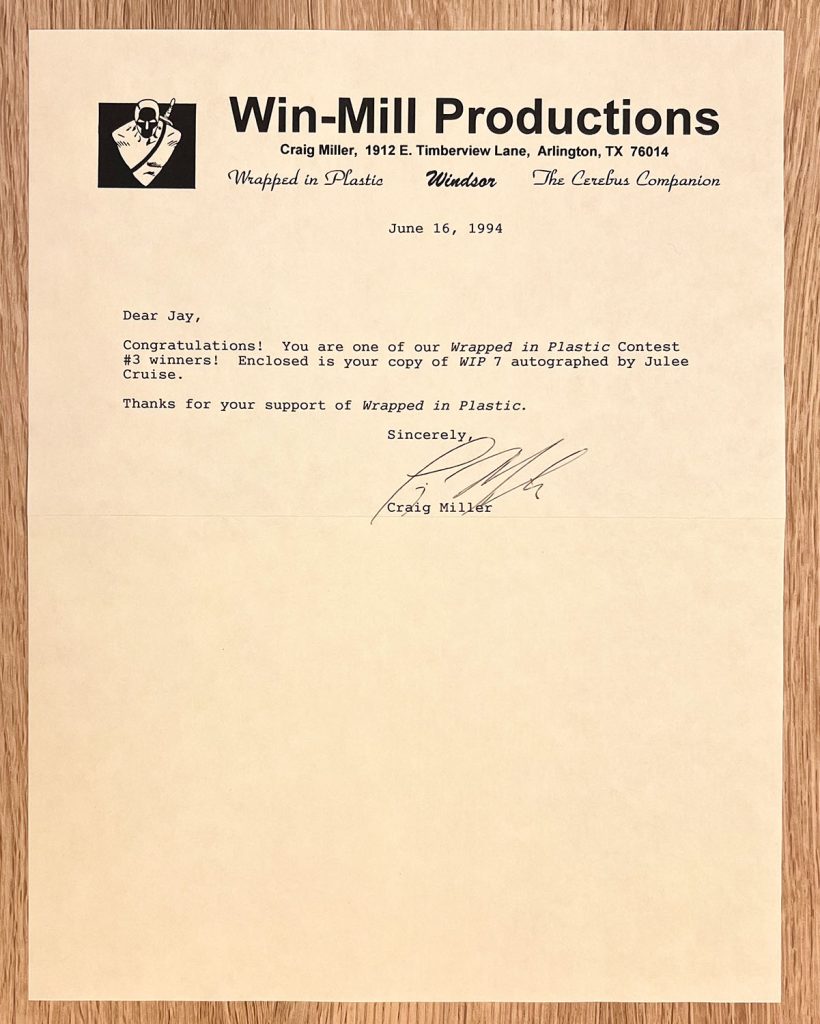 Win-Mill Productions
Craig Miller, 1912 E. Timberview Lane, Arlington, TX 76014
Wrapped in Plastic Windsor The Cerebus Companion
June 16, 1994
Dear Jay,
Congratulations! You are one of our Wrapped in Plastic Contest
#3 winners! Enclosed is your copy of WIP 7 autographed by Julee
Cruise.
Thanks for your support of Wrapped in Plastic.
Sincerely,
Craig Miller